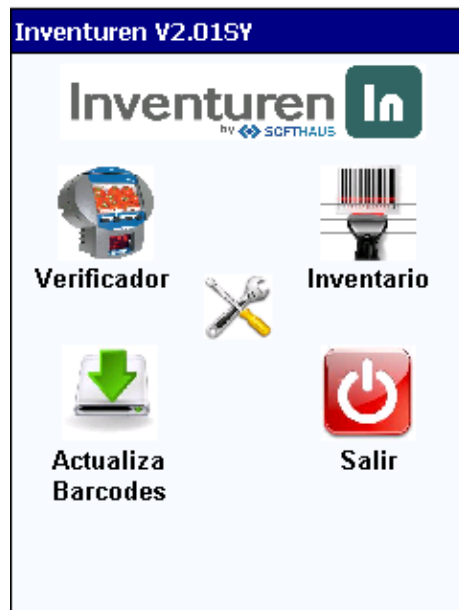 Inventuren V2.01SY
Inventuren In
by SOFTHAUS
Verificador
Inventario
Actualiza
Barcodes
Salir